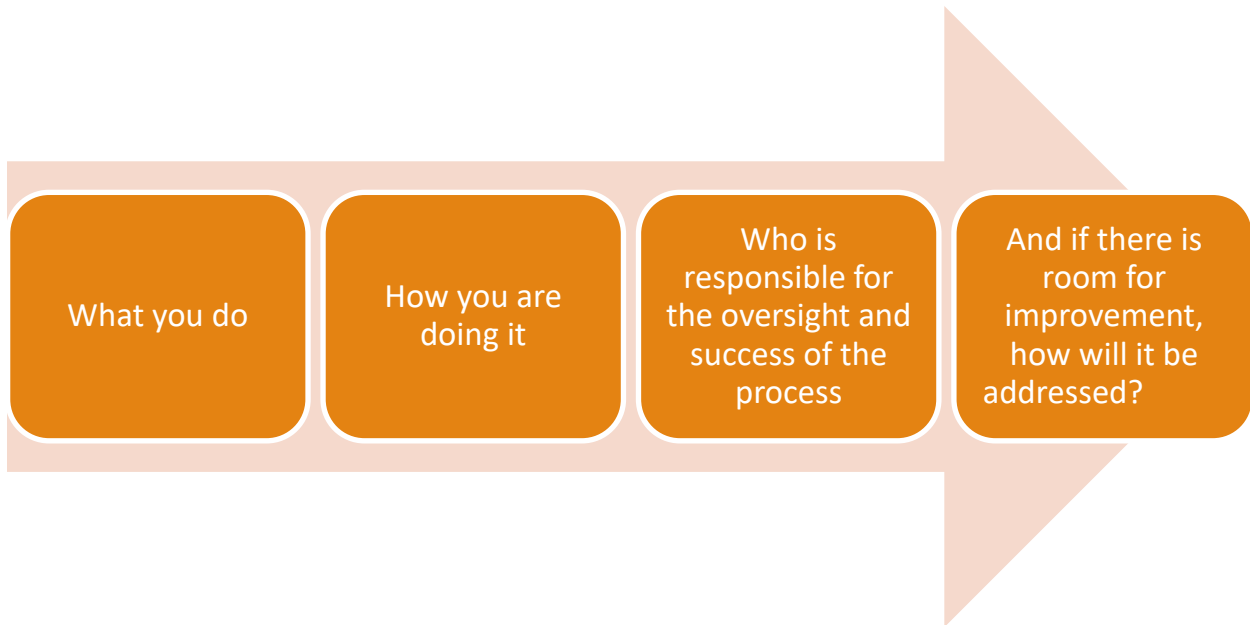 What you do
How you are
doing it
Who is
responsible for
the oversight and
success of the
process
And if there is
room for
improvement,
how will it be
addressed?